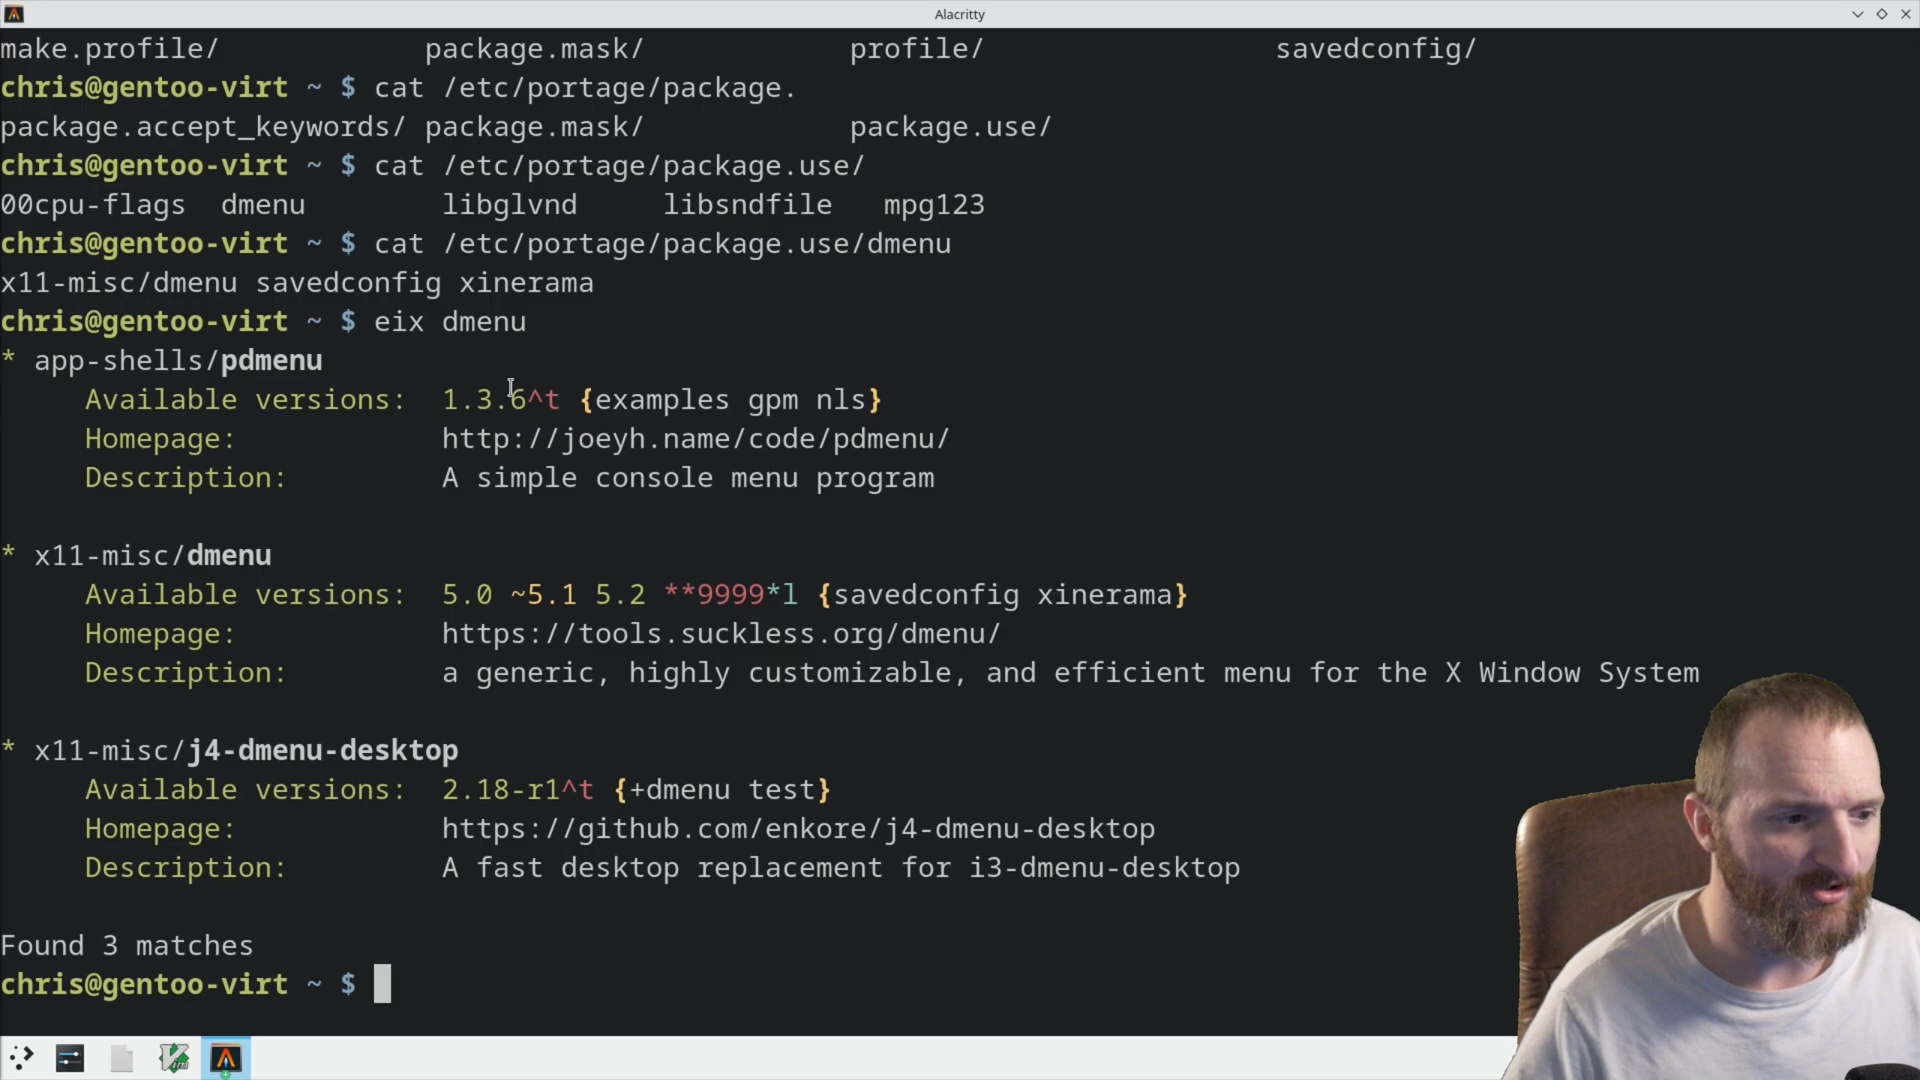 Alacritty
make.profile/ package.mask/ profile/ savedconfig/
chris@gentoo-virt ~ $ cat /etc/portage/package.
package.accept_keywords/ package.mask/ package.use/
chris@gentoo-virt ~ $ cat /etc/portage/package.use/
00cpu-flags dmenu libglvnd libsndfile mpg123
chris@gentoo-virt ~ $ cat /etc/portage/package.use/dmenu
x11-misc/dmenu savedconfig xinerama
chris@gentoo-virt ~ $ eix dmenu
* app-shells/pdmenu
Available versions: 1.3.6^t {examples gpm nls}
Homepage: http://joeyh.name/code/pdmenu/
Description: A simple console menu program
* x11-misc/dmenu
Available versions: 5.0 ~5.1 5.2 **9999*l {savedconfig xinerama}
Homepage: https://tools.suckless.org/dmenu/
Description: a generic, highly customizable, and efficient menu for the X Window System
* x11-misc/j4-dmenu-desktop
Available versions: 2.18-r1^t {+dmenu test}
Homepage: https://github.com/enkore/j4-dmenu-desktop
Description: A fast desktop replacement for i3-dmenu-desktop
Found 3 matches
chris@gentoo-virt ~ $